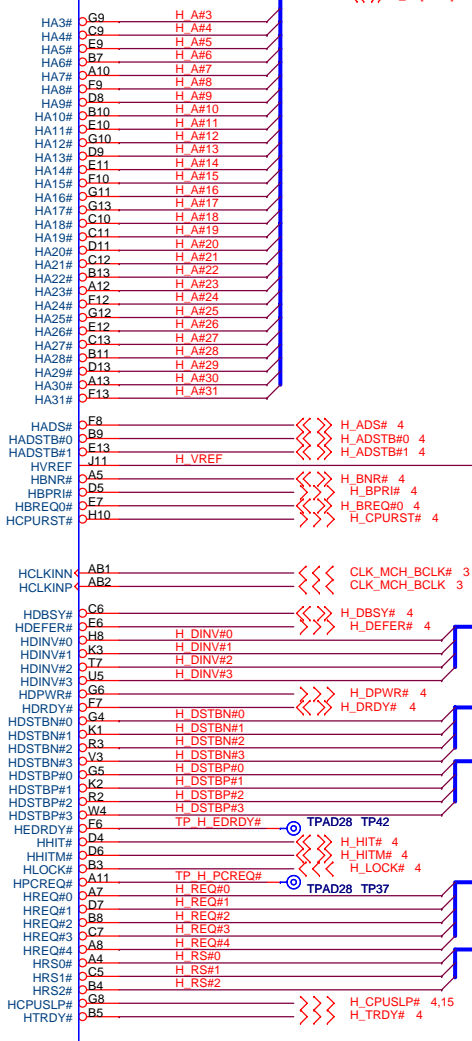 HA3# G9 H_A#3
HA4# C9 H_A#4
HA5# E9 H_A#5
HA6# B7 H_A#6
HA7# A10 H_A#7
HA8# F9 H_A#8
HA9# D8 H_A#9
HA10# B10 H_A#10
HA11# E10 H_A#11
HA12# G10 H_A#12
HA13# D9 H_A#13
HA14# E11 H_A#14
HA15# F10 H_A#15
HA16# G11 H_A#16
HA17# G13 H_A#17
HA18# C10 H_A#18
HA19# C11 H_A#19
HA20# D11 H_A#20
HA21# C12 H_A#21
HA22# B13 H_A#22
HA23# A12 H_A#23
HA24# F12 H_A#24
HA25# G12 H_A#25
HA26# E12 H_A#26
HA27# C13 H_A#27
HA28# B11 H_A#28
HA29# D13 H_A#29
HA30# A13 H_A#30
HA31# F13 H_A#31
HADS# F8 H_ADS# 4
HADSTB#0 B9 H_ADSTB#0 4
HADSTB#1 E13 H_ADSTB#1 4
HVREF J11 H_VREF
HBNR# A5 H_BNR# 4
HBPRI# D5 H_BPRI# 4
HBREQ0# E7 H_BREQ#0 4
HCPURST# H10 H_CPURST# 4
HCLKINN AB1 CLK_MCH_BCLK# 3
HCLKINP AB2 CLK_MCH_BCLK 3
HDBSY# C6 H_DBSY# 4
HDEFER# E6 H_DEFER# 4
HDINV#0 H8 H_DINV#0
HDINV#1 K3 H_DINV#1
HDINV#2 T7 H_DINV#2
HDINV#3 U5 H_DINV#3
HDPWR# G6 H_DPWR# 4
HDRDY# F7 H_DRDY# 4
HDSTBN#0 G4 H_DSTBN#0
HDSTBN#1 K1 H_DSTBN#1
HDSTBN#2 R3 H_DSTBN#2
HDSTBN#3 V3 H_DSTBN#3
HDSTBP#0 G5 H_DSTBP#0
HDSTBP#1 K2 H_DSTBP#1
HDSTBP#2 R2 H_DSTBP#2
HDSTBP#3 W4 H_DSTBP#3
HEDRDY# F6 TP_H_EDRDY# TPAD28 TP42
HHIT# D4 H_HIT# 4
HHITM# D6 H_HITM# 4
HLOCK# B3 H_LOCK# 4
HPCREQ# A11 TP_H_PCREQ# TPAD28 TP37
HREQ#0 A7 H_REQ#0
HREQ#1 D7 H_REQ#1
HREQ#2 B8 H_REQ#2
HREQ#3 C7 H_REQ#3
HREQ#4 A8 H_REQ#4
HRS0# A4 H_RS#0
HRS1# C5 H_RS#1
HRS2# B4 H_RS#2
HCPUSLP# G8 H_CPUSLP# 4,15
HTRDY# B5 H_TRDY# 4